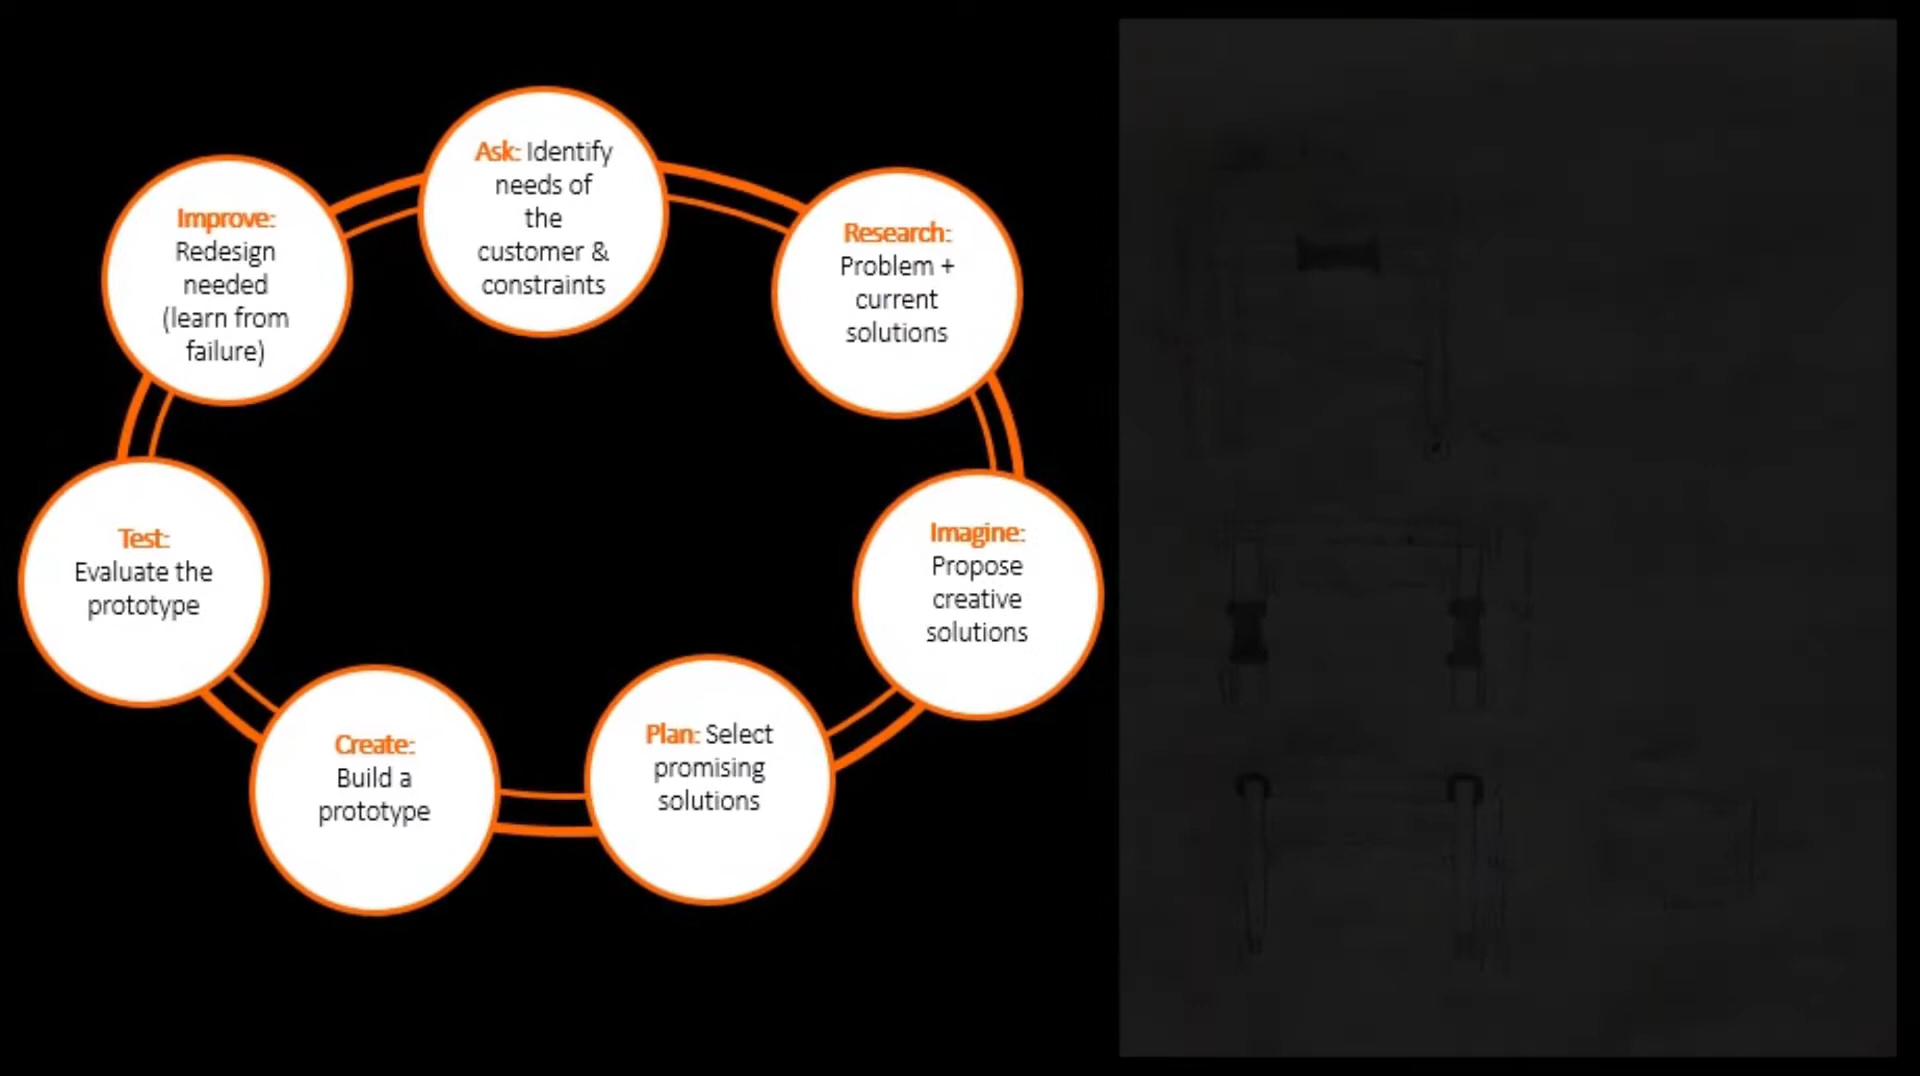 Ask: Identify
needs of
the
customer &
constraints
Research:
Problem +
current
solutions
Imagine:
Propose
creative
solutions
Plan: Select
promising
solutions
Create:
Build a
prototype
Test:
Evaluate the
prototype
Improve:
Redesign
needed
(learn from
failure)